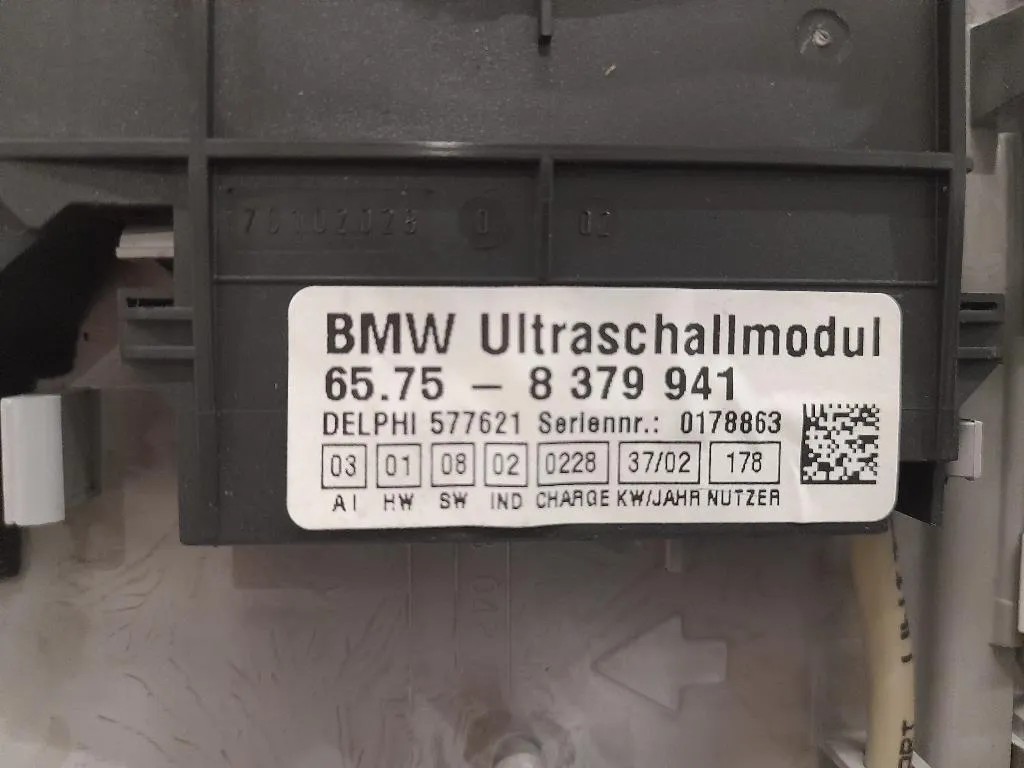 BMW Ultraschallmodul
65.75 – 8 379 941
DELPHI 577621 Seriennr.: 0178863
03 01 08 02 0228 37/02 178
AI HW SW IND CHARGE KW/JAHR NUTZER